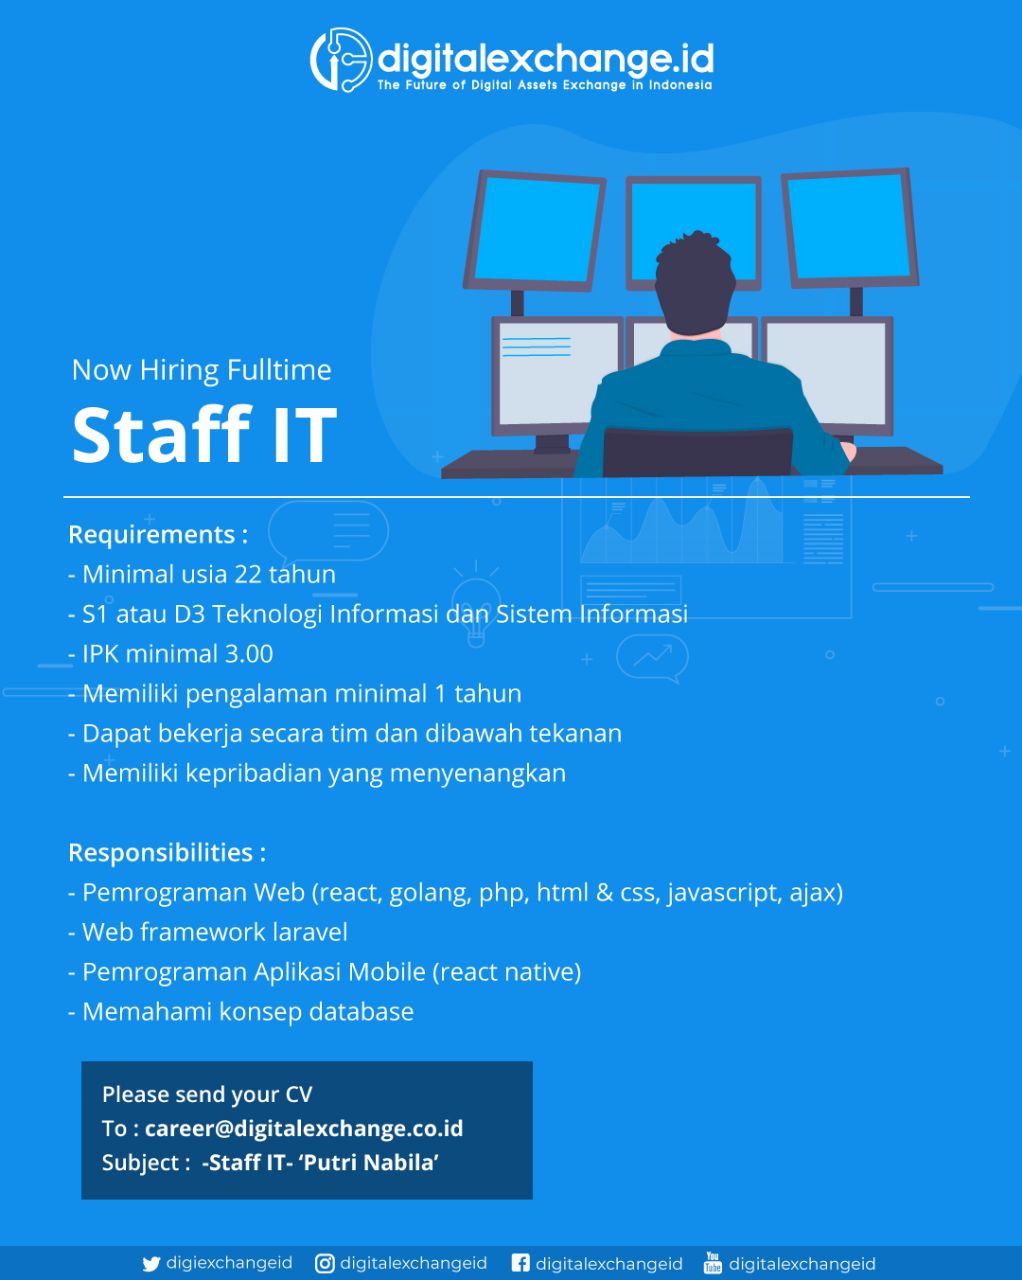 digitalexchange.id
The Future of Digital Assets Exchange in Indonesia
Now Hiring Fulltime
Staff IT
Requirements :
- Minimal usia 22 tahun
- S1 atau D3 Teknologi Informasi dan Sistem Informasi
- IPK minimal 3.00
- Memiliki pengalaman minimal 1 tahun
- Dapat bekerja secara tim dan dibawah tekanan
- Memiliki kepribadian yang menyenangkan
Responsibilities :
- Pemrograman Web (react, golang, php, html & css, javascript, ajax)
- Web framework laravel
- Pemrograman Aplikasi Mobile (react native)
- Memahami konsep database
Please send your CV
To : career@digitalexchange.co.id
Subject : -Staff IT- ‘Putri Nabila’
digiexchangeid digitalexchangeid digitalexchangeid You Tube digitalexchangeid